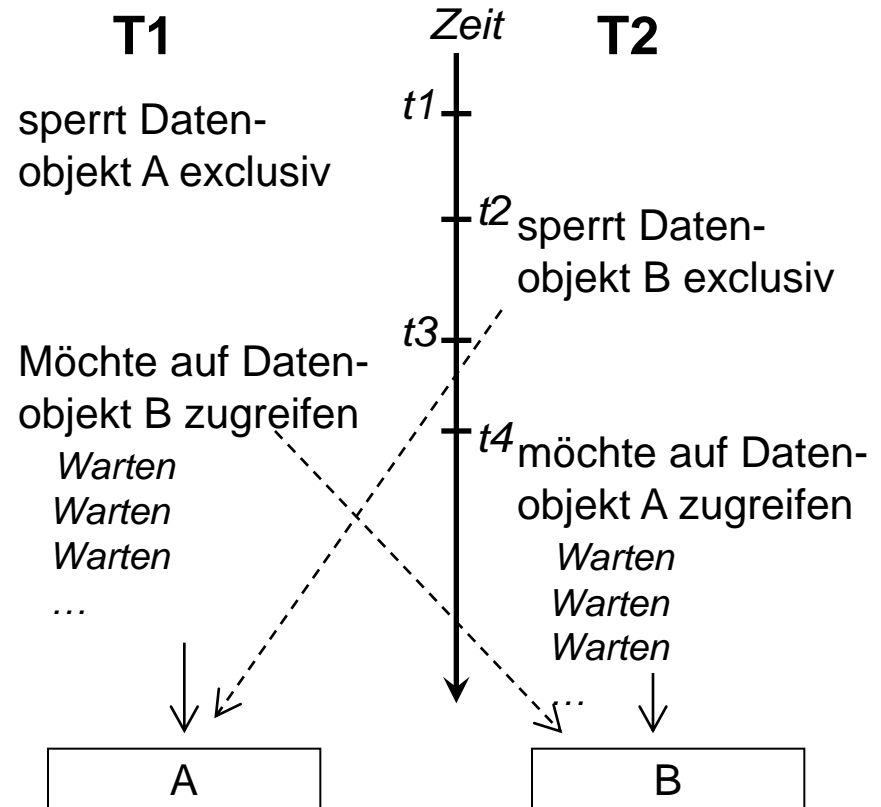 T1
Zeit
T2
t1
sperrt Daten-
objekt A exclusiv
t2
sperrt Daten-
objekt B exclusiv
t3
Möchte auf Daten-
objekt B zugreifen
Warten
Warten
Warten
…
t4
möchte auf Daten-
objekt A zugreifen
Warten
Warten
Warten
…
A
B